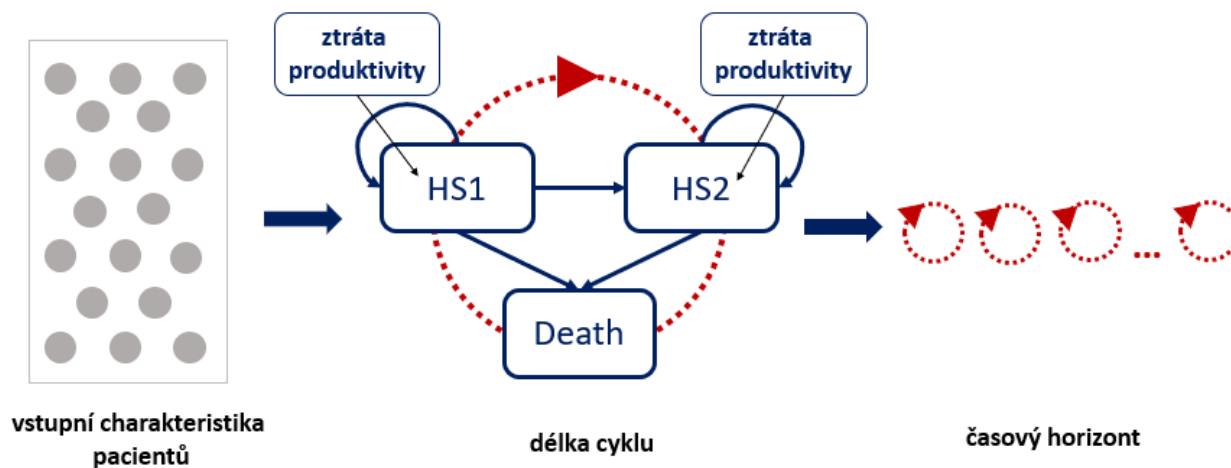 ztráta
produktivity
ztráta
produktivity
HS1
HS2
Death
...
vstupní charakteristika
pacientů
délka cyklu
časový horizont